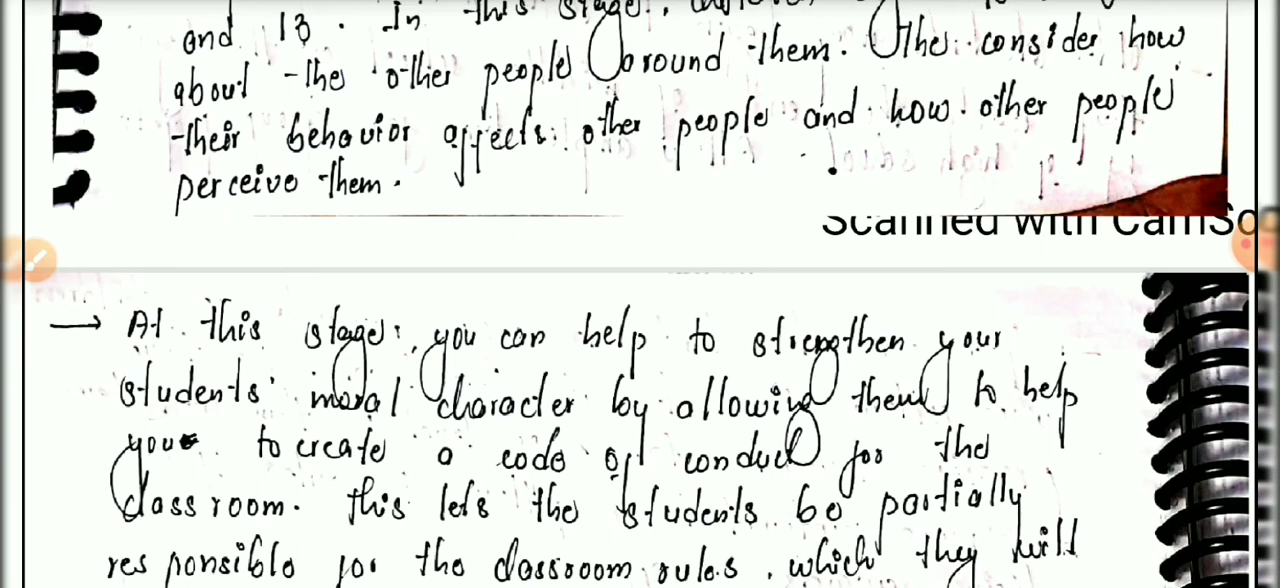 and 13. In this stage,
about the other people around them. The consider how
their behavior affects other people and how other people
perceive them.
Scanned with CamSc
→ At this stage, you can help to strengthen your
students' moral character by allowing them to help
you to create a code of conduct for the
classroom. this lets the students be partially
responsible for the classroom rules, which they will